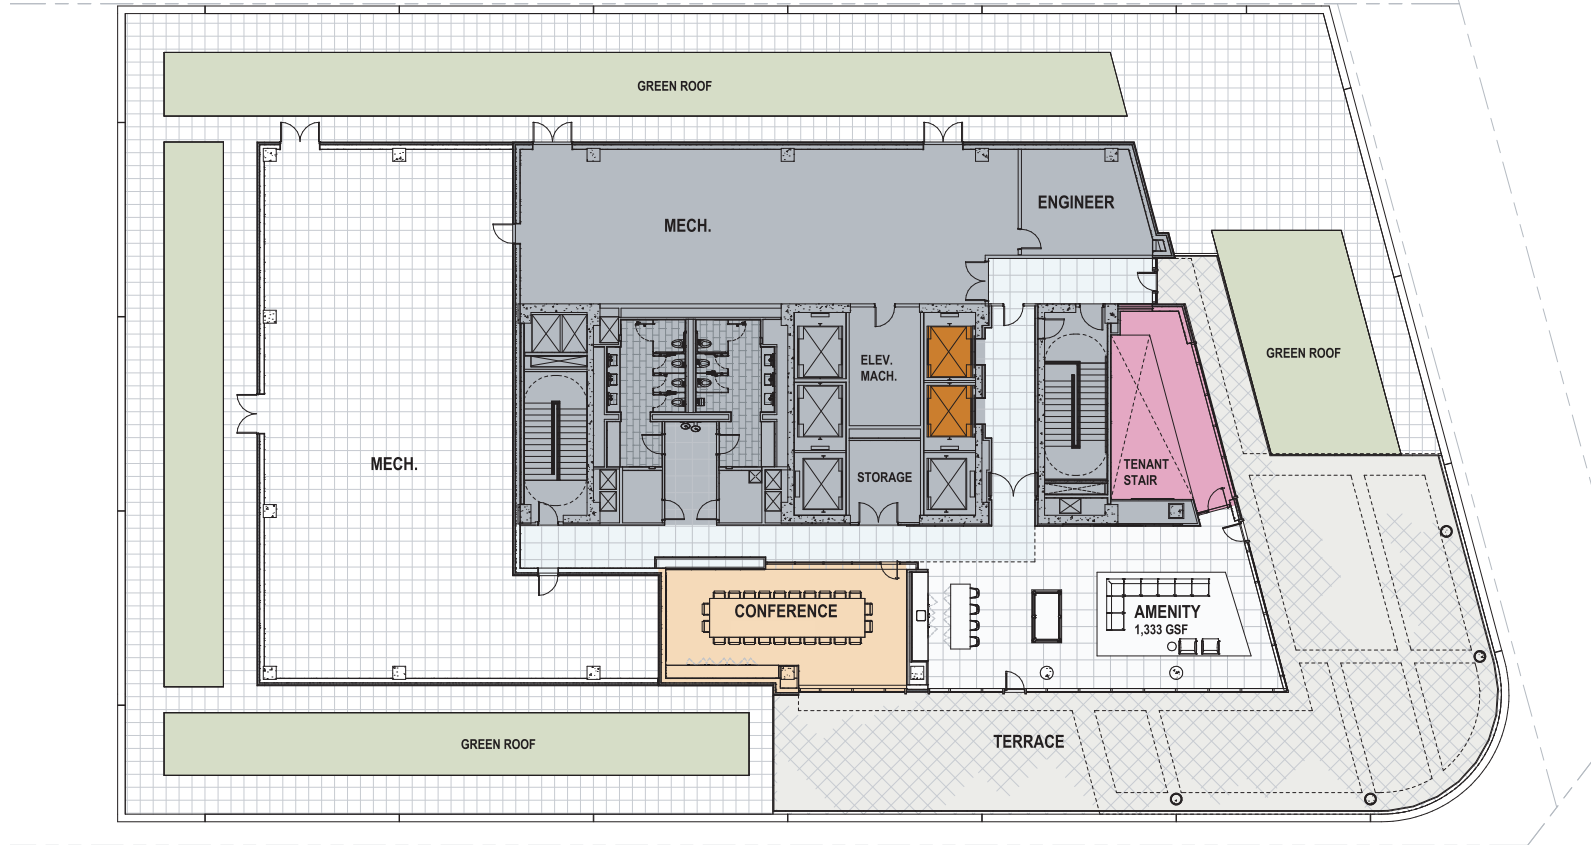 GREEN ROOF
ENGINEER
MECH.
GREEN ROOF
ELEV.
MACH.
MECH.
TENANT
STAIR
STORAGE
CONFERENCE
AMENITY
1,333 GSF
TERRACE
GREEN ROOF